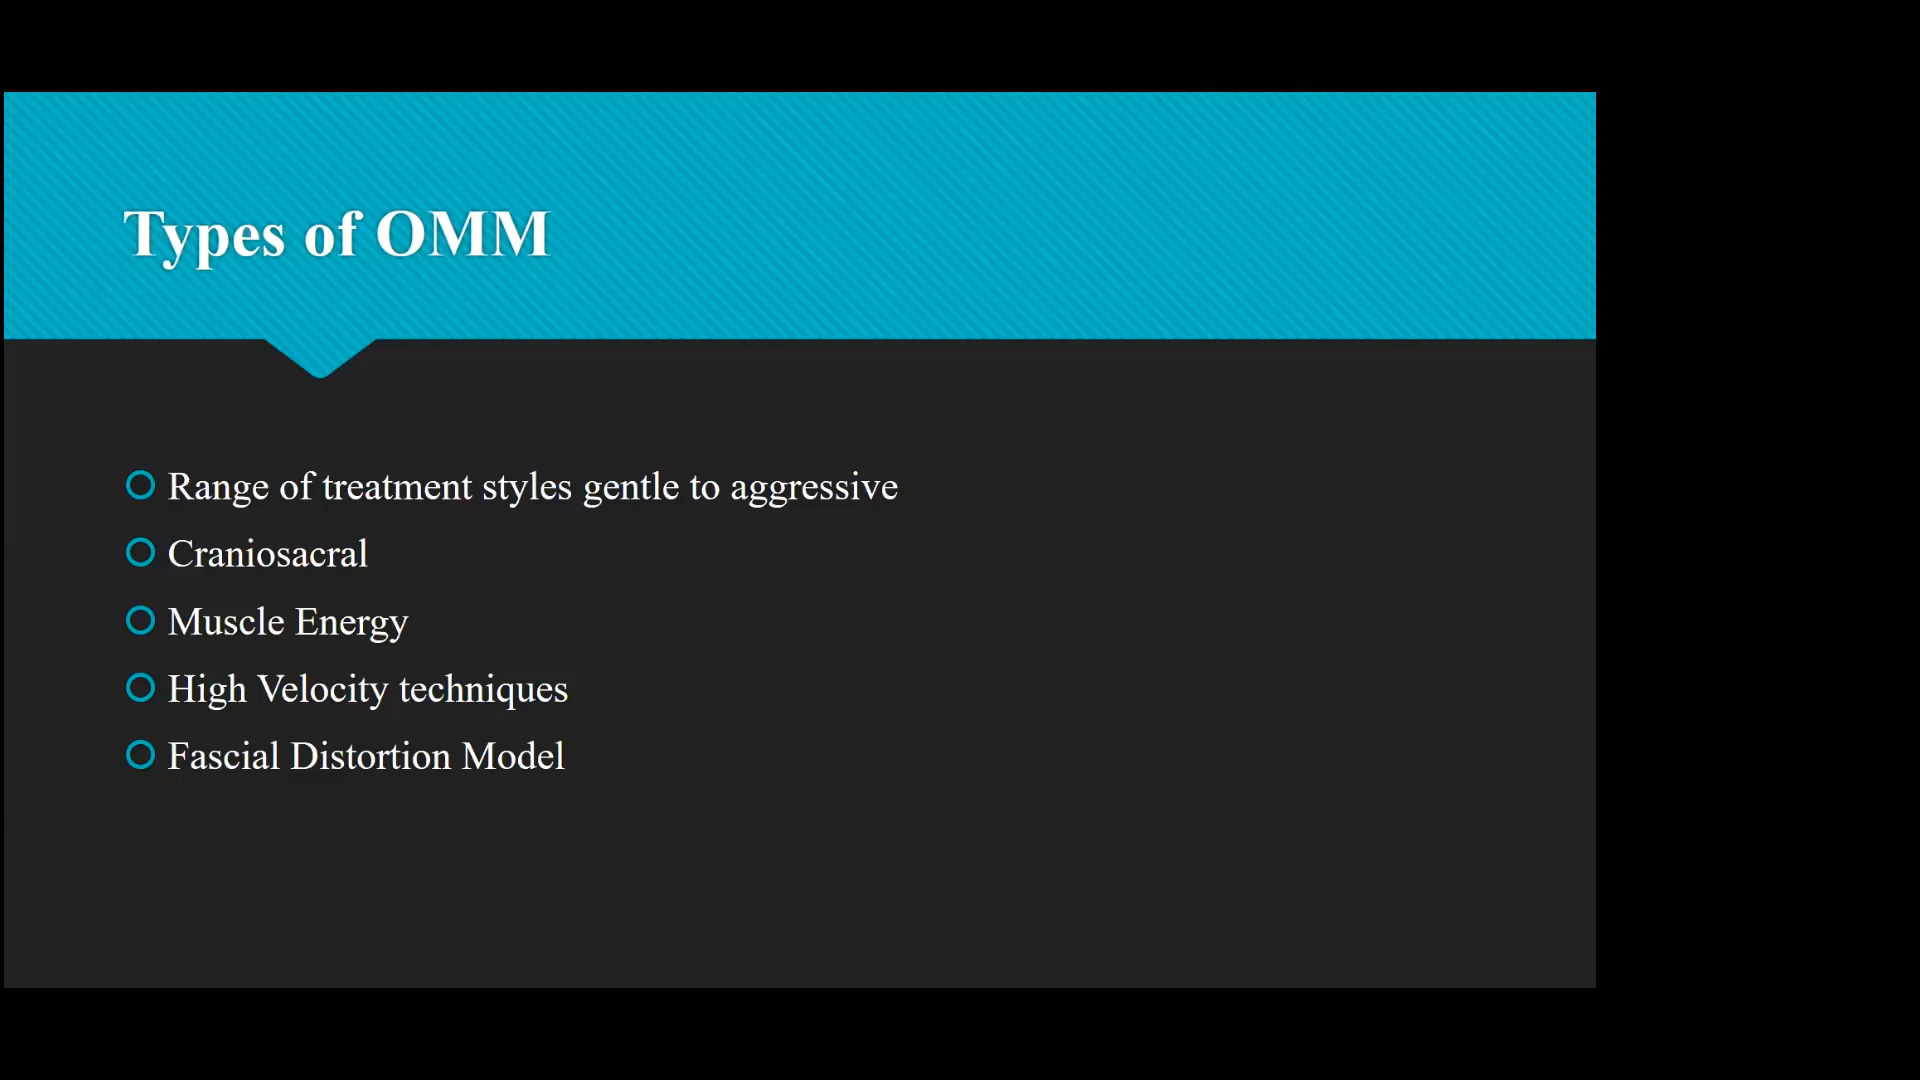 Types of OMM
Range of treatment styles gentle to aggressive
Craniosacral
Muscle Energy
High Velocity techniques
Fascial Distortion Model